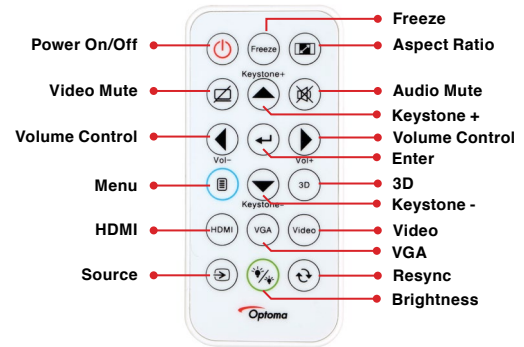 Freeze
Power On/Off
Freeze
Aspect Ratio
Keystone+
Video Mute
Audio Mute
Keystone +
Volume Control
Volume Control
Vol–
Vol+
Enter
Menu
3D
3D
Keystone–
Keystone -
HDMI
HDMI
VGA
Video
Video
VGA
Source
Resync
Brightness
Optoma